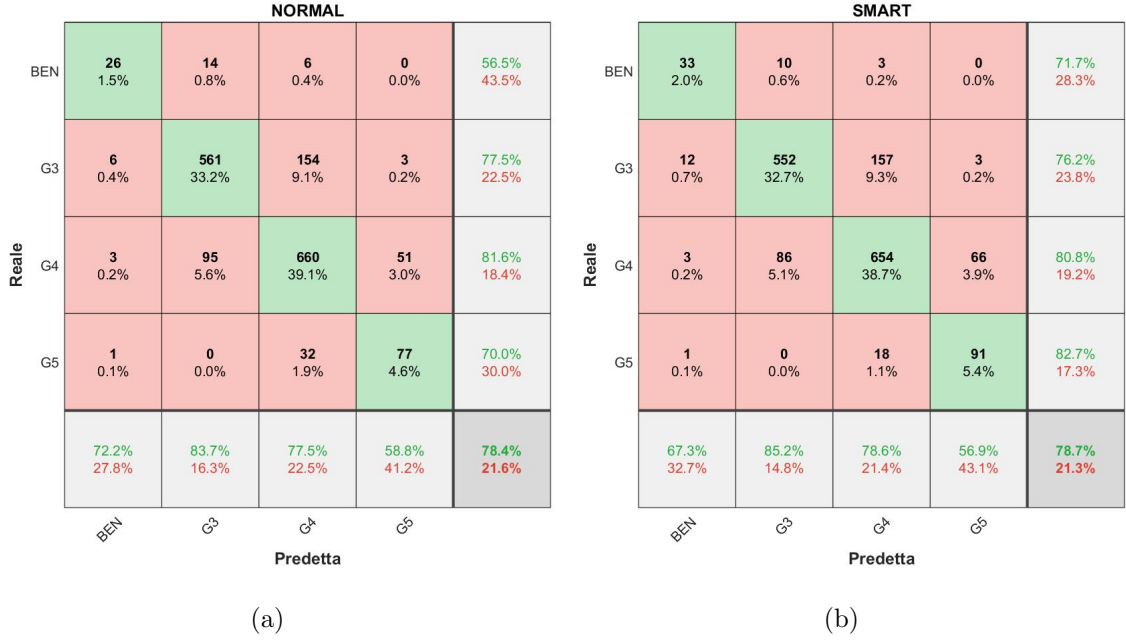 NORMAL
BEN 26 14 6 0 56.5%
1.5% 0.8% 0.4% 0.0% 43.5%
G3 6 561 154 3 77.5%
0.4% 33.2% 9.1% 0.2% 22.5%
G4 3 95 660 51 81.6%
0.2% 5.6% 39.1% 3.0% 18.4%
G5 1 0 32 77 70.0%
0.1% 0.0% 1.9% 4.6% 30.0%
72.2% 83.7% 77.5% 58.8% 78.4%
27.8% 16.3% 22.5% 41.2% 21.6%
BEN G3 G4 G5
Reale
Predetta
(a)
SMART
BEN 33 10 3 0 71.7%
2.0% 0.6% 0.2% 0.0% 28.3%
G3 12 552 157 3 76.2%
0.7% 32.7% 9.3% 0.2% 23.8%
G4 3 86 654 66 80.8%
0.2% 5.1% 38.7% 3.9% 19.2%
G5 1 0 18 91 82.7%
0.1% 0.0% 1.1% 5.4% 17.3%
67.3% 85.2% 78.6% 56.9% 78.7%
32.7% 14.8% 21.4% 43.1% 21.3%
BEN G3 G4 G5
Reale
Predetta
(b)